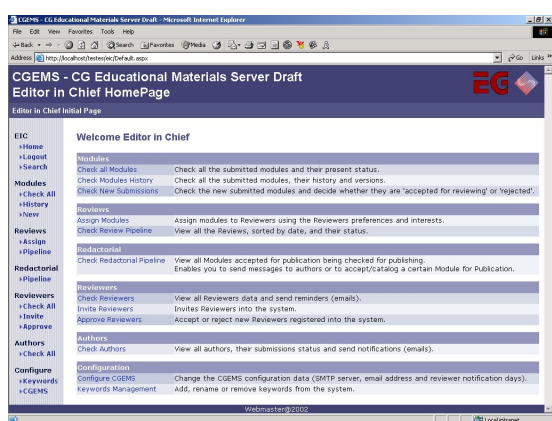 CGEMS - CG Educational Materials Server Draft - Microsoft Internet Explorer
File Edit View Favorites Tools Help
Back Search Favorites Media
Address http://localhost/testes/eic/Default.aspx Go Links »
CGEMS - CG Educational Materials Server Draft
Editor in Chief HomePage
EG
Editor in Chief Initial Page
EIC
Home
Logout
Search
Modules
Check All
History
New
Reviews
Assign
Pipeline
Redactorial
Pipeline
Reviewers
Check All
Invite
Approve
Authors
Check All
Configure
Keywords
CGEMS
Welcome Editor in Chief
Modules
Check all Modules Check all the submitted modules and their present status.
Check Modules History Check all the submitted modules, their history and versions.
Check New Submissions Check the new submitted modules and decide whether they are 'accepted for reviewing' or 'rejected'.
Reviews
Assign Modules Assign modules to Reviewers using the Reviewers preferences and interests.
Check Review Pipeline View all the Reviews, sorted by date, and their status.
Redactorial
Check Redactorial Pipeline View all Modules accepted for publication being checked for publishing.
Enables you to send messages to authors or to accept/catalog a certain Module for Publication.
Reviewers
Check Reviewers View all Reviewers data and send reminders (emails).
Invite Reviewers Invites Reviewers into the system.
Approve Reviewers Accept or reject new Reviewers registered into the system.
Authors
Check Authors View all authors, their submissions status and send notifications (emails).
Configuration
Configure CGEMS Change the CGEMS configuration data (SMTP server, email address and reviewer notification days).
Keywords Management Add, rename or remove keywords from the system.
Webmaster@2002
Local intranet